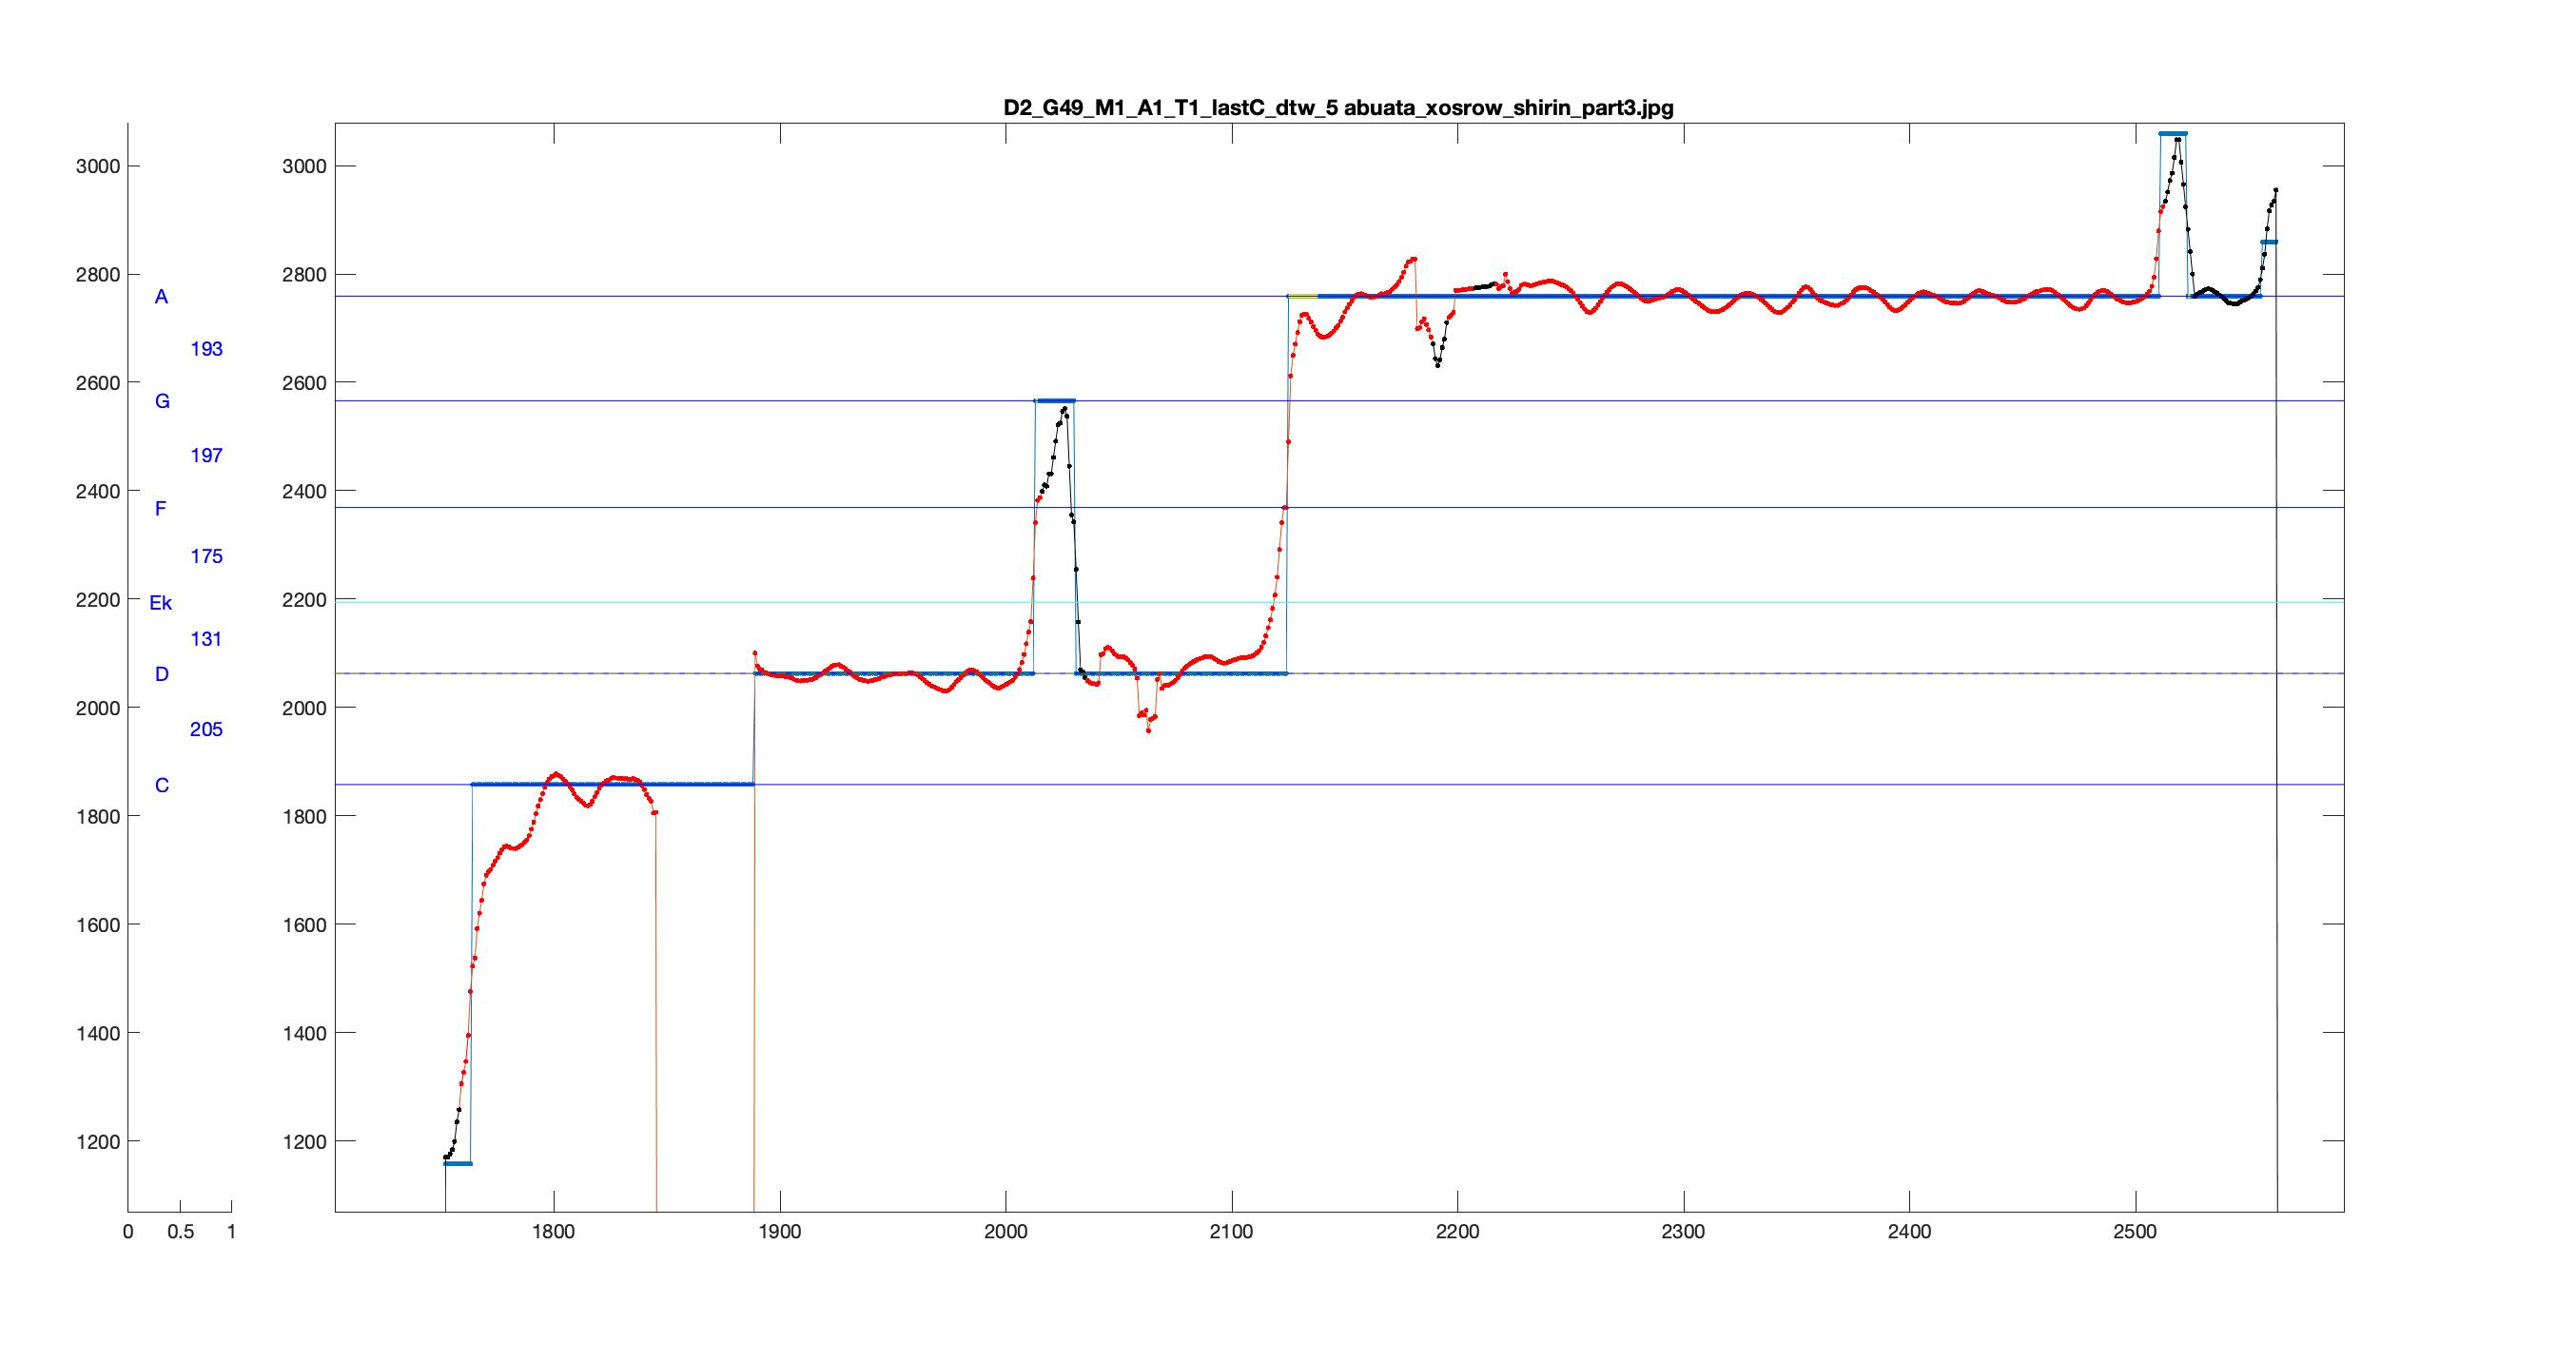 D2_G49_M1_A1_T1_lastC_dtw_5 abuata_xosrow_shirin_part3.jpg
3000 3000
2800 2800
A
193
2600 2600
G
197
2400 2400
F
175
2200 Ek 2200
131
D
2000 2000
205
C
1800 1800
1600 1600
1400 1400
1200 1200
0 0.5 1 1800 1900 2000 2100 2200 2300 2400 2500